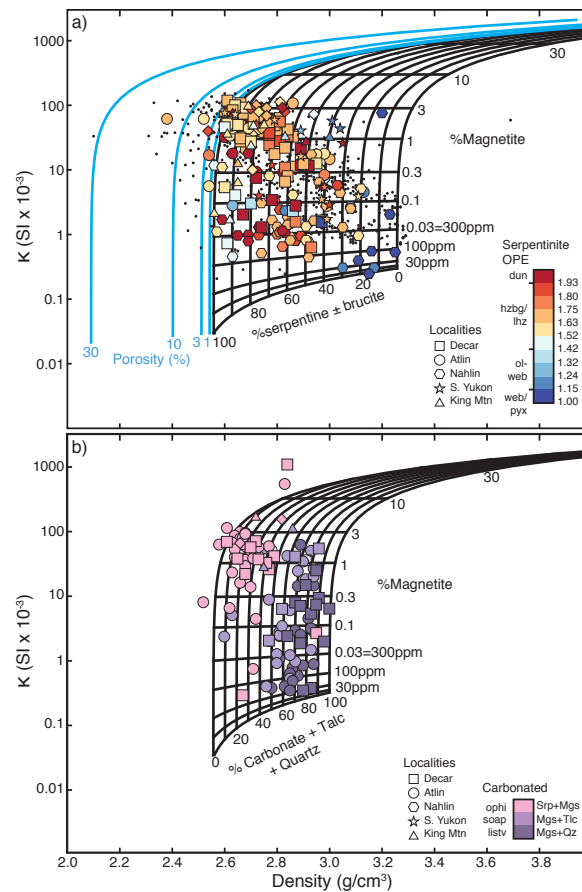 a)
1000
100
10
1
0.1
0.01
κ (SI x 10⁻³)
30
10
3
1
0.3
0.1
0.03=300ppm
100ppm
30ppm
%Magnetite
0
20
40
60
80
100
%serpentine ± brucite
30
10
3
1
Porosity (%)
Localities
Decar
Atlin
Nahlin
S. Yukon
King Mtn
Serpentinite
OPE
dun
hzbg/
lhz
ol-
web
web/
pyx
1.93
1.80
1.75
1.63
1.52
1.42
1.32
1.24
1.15
1.00
b)
1000
100
10
1
0.1
0.01
κ (SI x 10⁻³)
30
10
3
1
0.3
0.1
0.03=300ppm
100ppm
30ppm
%Magnetite
100
80
60
40
20
0
% Carbonate + Talc
+ Quartz
Localities
Decar
Atlin
Nahlin
S. Yukon
King Mtn
Carbonated
ophi Srp+Mgs
soap Mgs+Tlc
listv Mgs+Qz
2.0 2.2 2.4 2.6 2.8 3.0 3.2 3.4 3.6 3.8
Density (g/cm³)